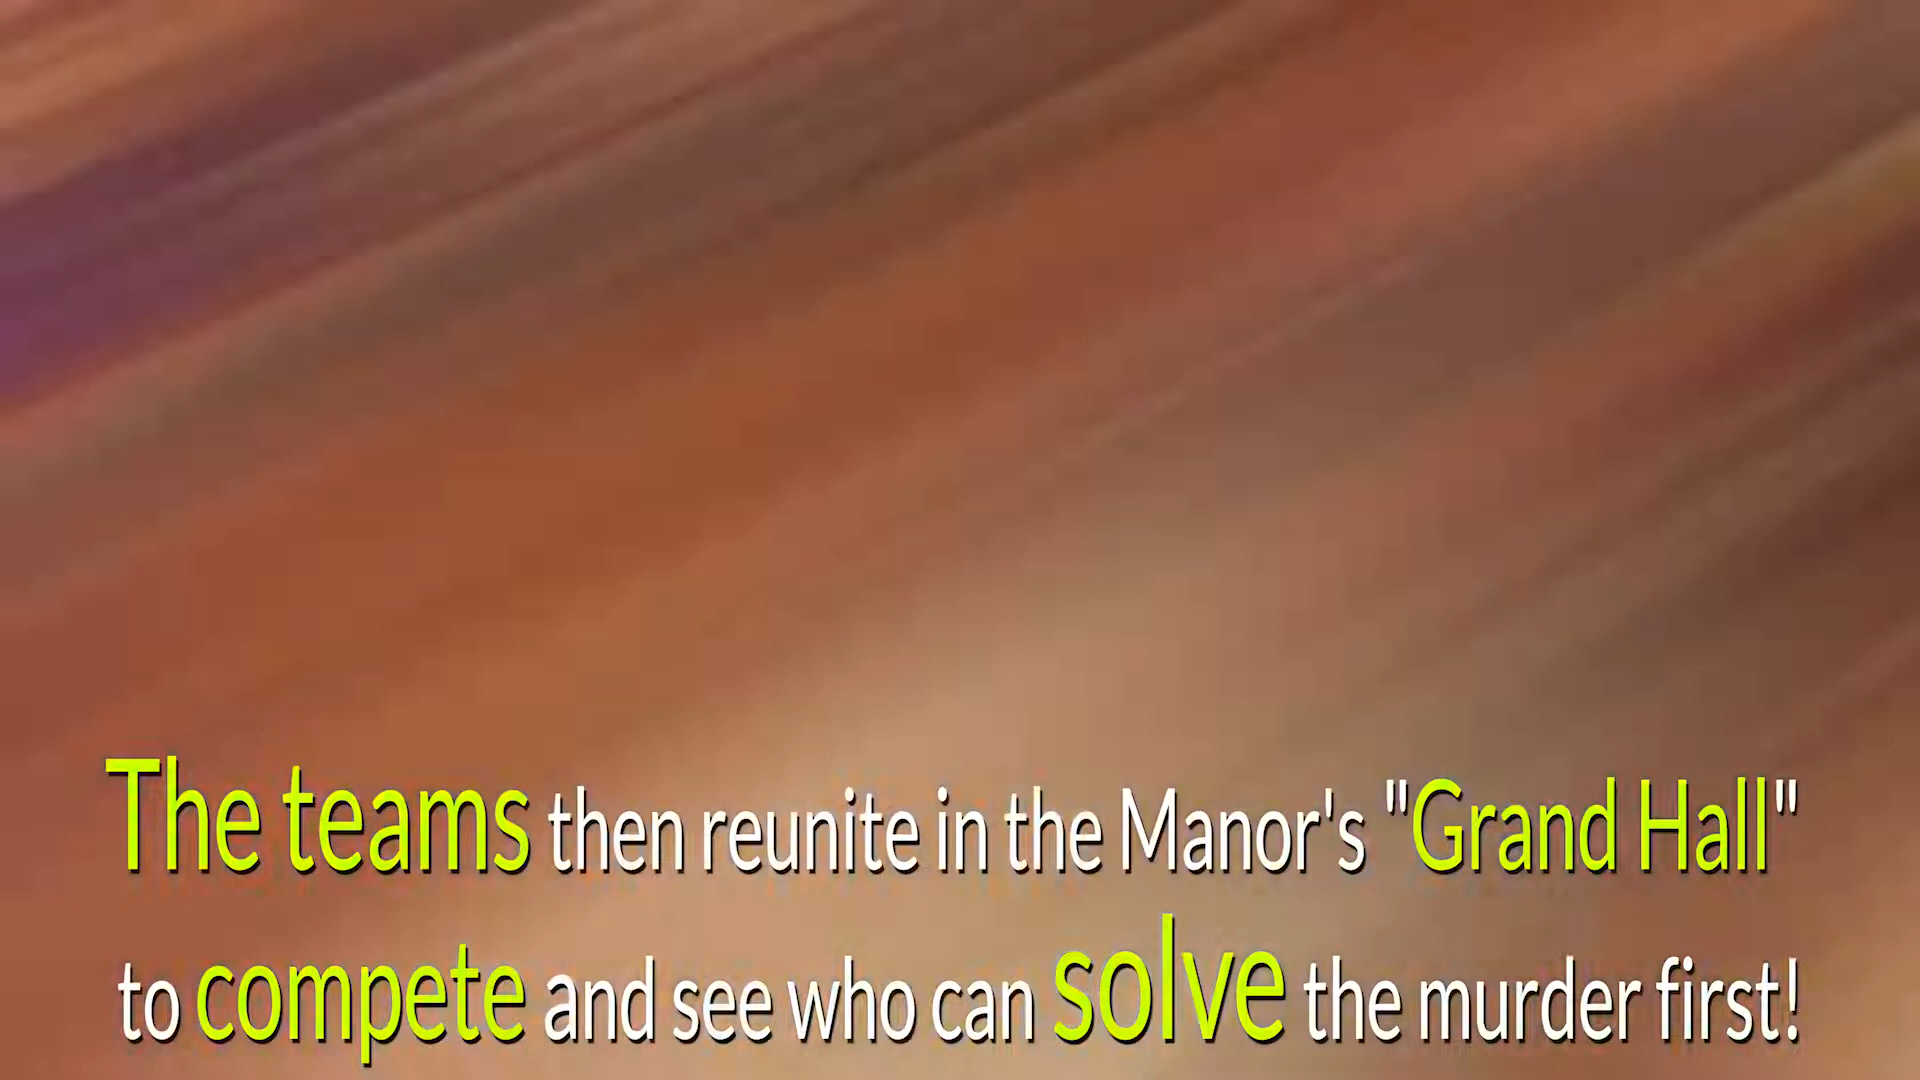 The teams then reunite in the Manor's "Grand Hall"
to compete and see who can solve the murder first!